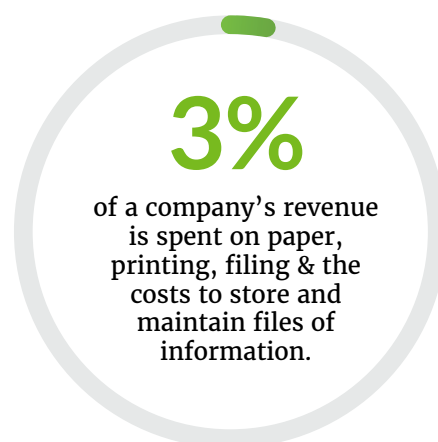 3%
of a company’s revenue
is spent on paper,
printing, filing & the
costs to store and
maintain files of
information.